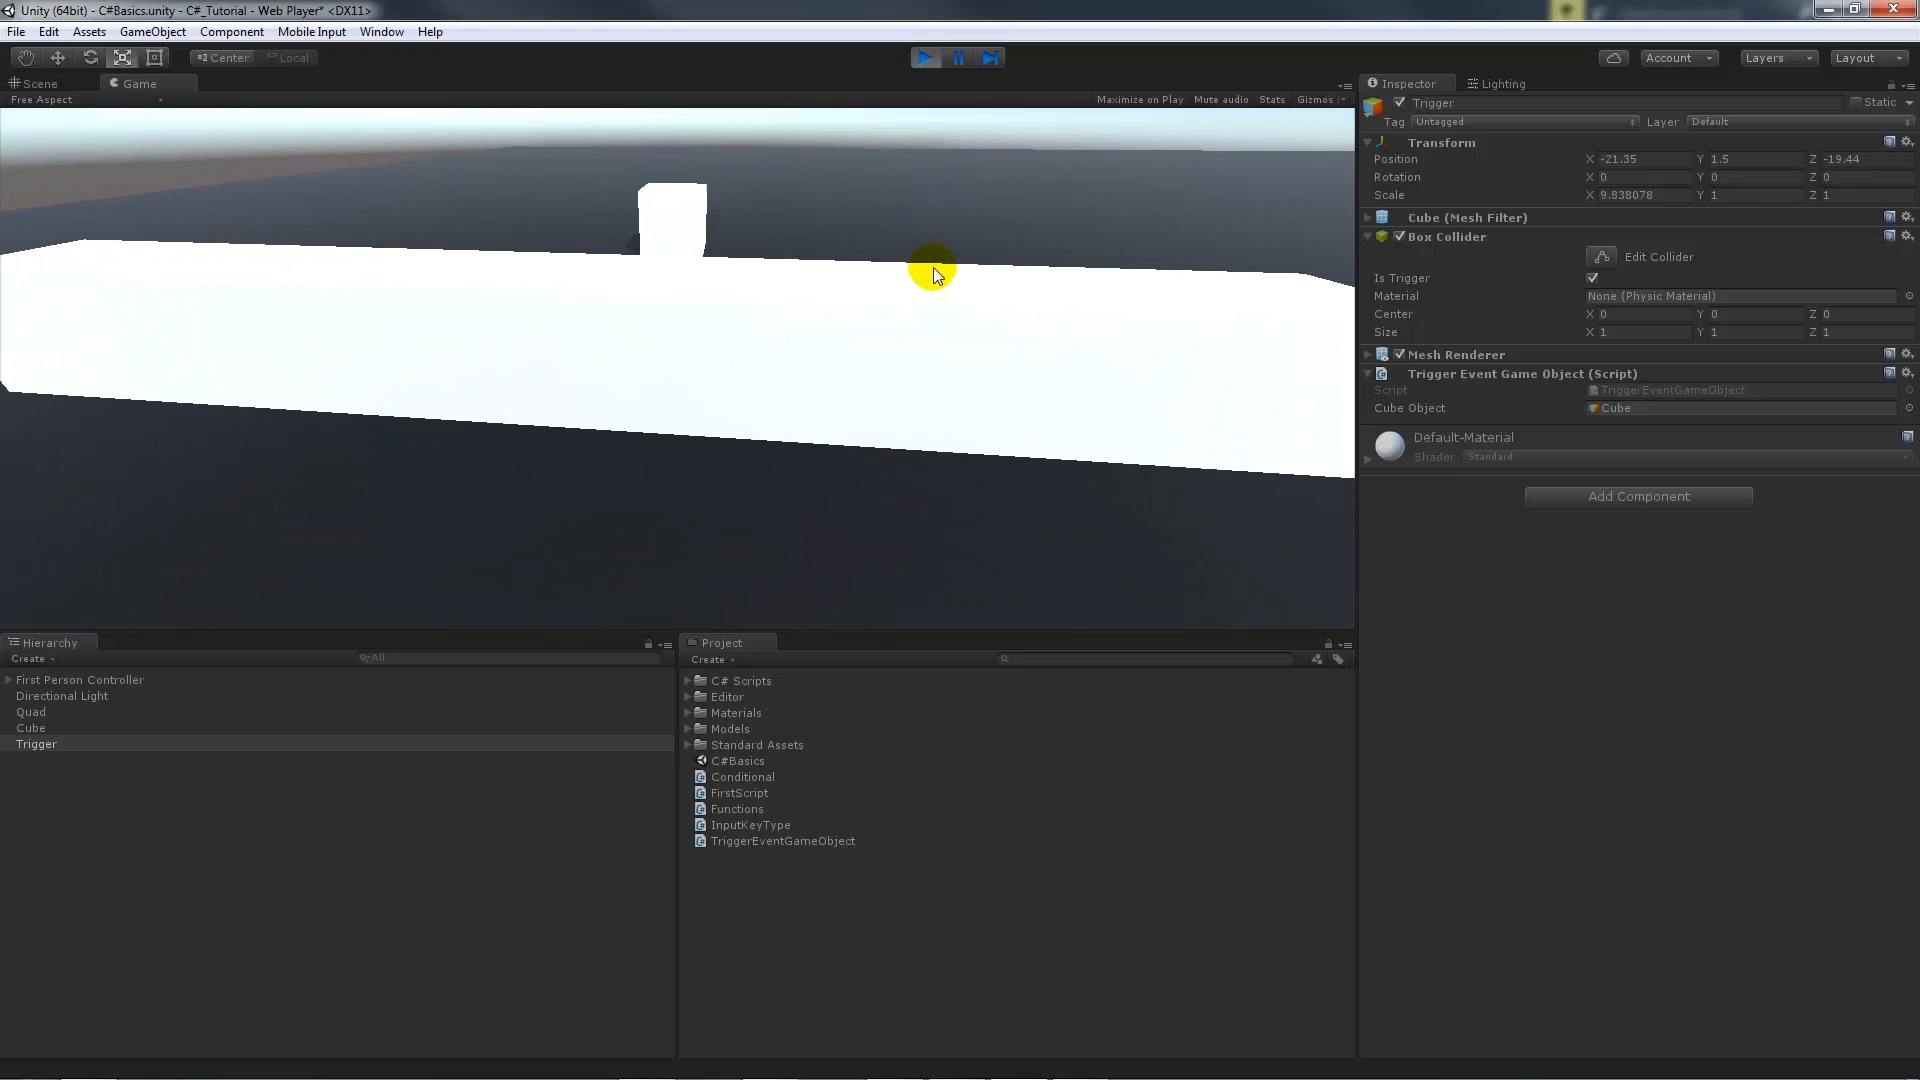 Unity (64bit) - C#Basics.unity - C#_Tutorial - Web Player* <DX11>
File Edit Assets GameObject Component Mobile Input Window Help
Center Local
Account Layers Layout
Scene Game
Free Aspect Maximize on Play Mute audio Stats Gizmos
Inspector Lighting
Trigger Static
Tag Untagged Layer Default
Transform
Position X -21.35 Y 1.5 Z -19.44
Rotation X 0 Y 0 Z 0
Scale X 9.838078 Y 1 Z 1
Cube (Mesh Filter)
Box Collider
Edit Collider
Is Trigger
Material None (Physic Material)
Center X 0 Y 0 Z 0
Size X 1 Y 1 Z 1
Mesh Renderer
Trigger Event Game Object (Script)
Script TriggerEventGameObject
Cube Object Cube
Default-Material
Shader Standard
Add Component
Hierarchy
Create All
First Person Controller
Directional Light
Quad
Cube
Trigger
Project
Create
C# Scripts
Editor
Materials
Models
Standard Assets
C#Basics
Conditional
FirstScript
Functions
InputKeyType
TriggerEventGameObject